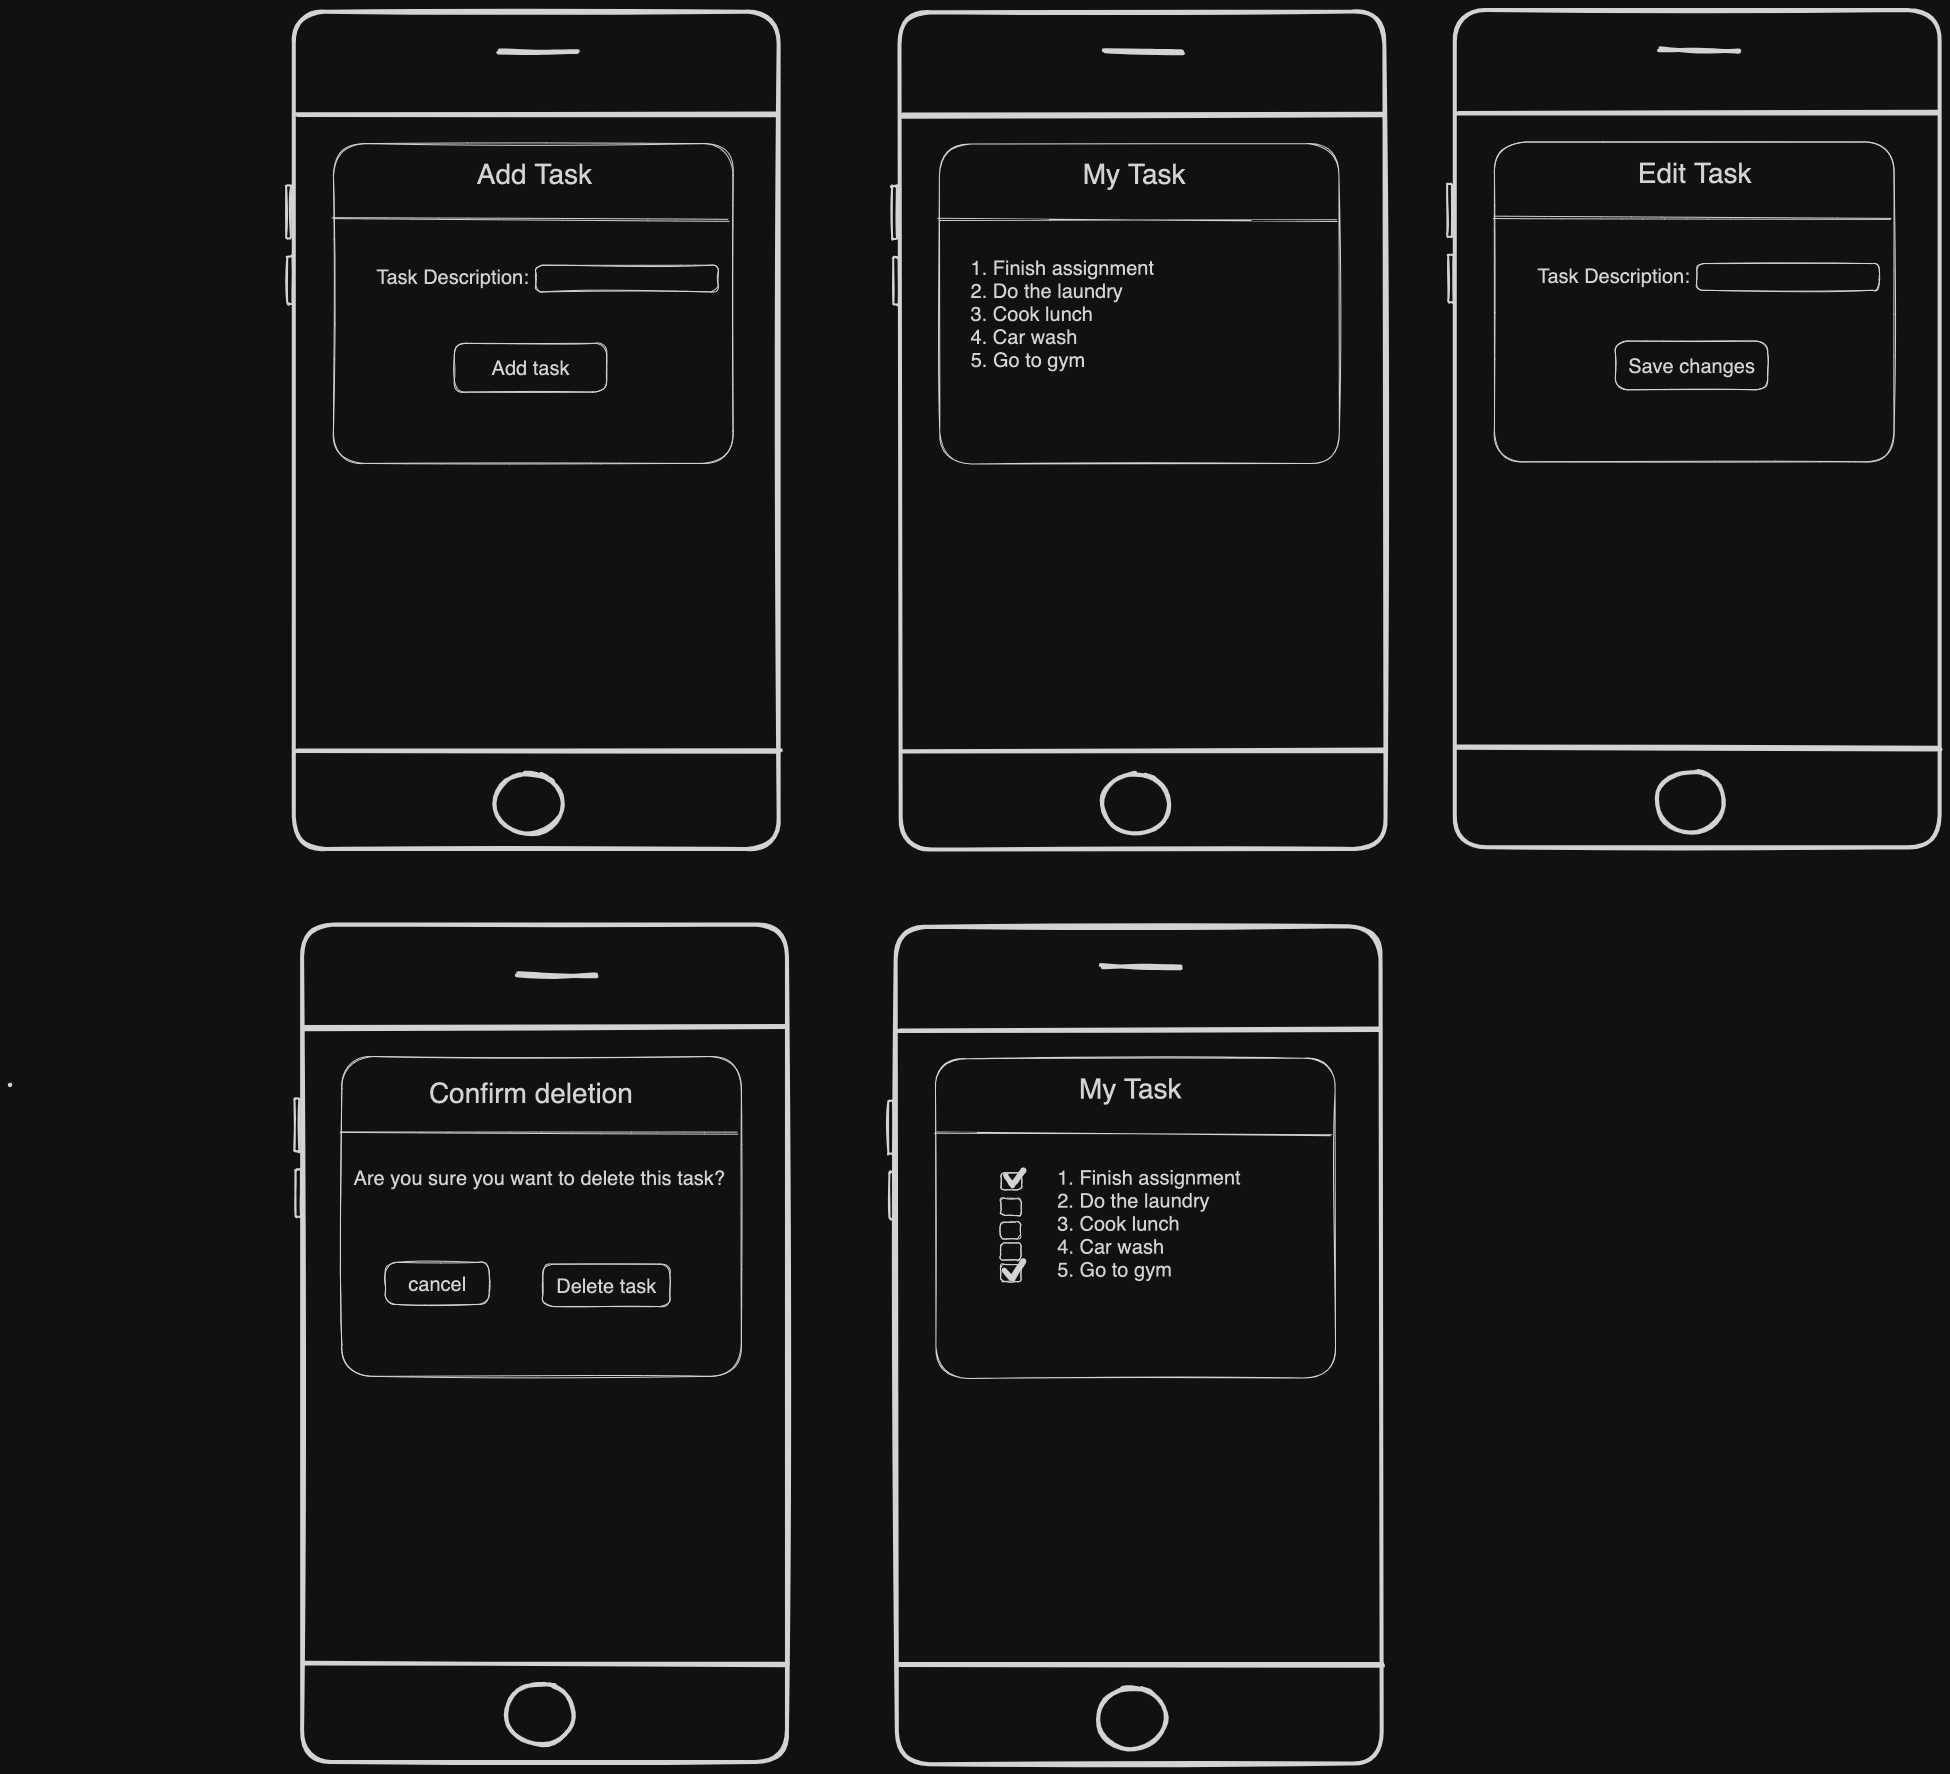 Add Task
Task Description:
Add task
My Task
1. Finish assignment
2. Do the laundry
3. Cook lunch
4. Car wash
5. Go to gym
Edit Task
Task Description:
Save changes
Confirm deletion
Are you sure you want to delete this task?
cancel
Delete task
My Task
1. Finish assignment
2. Do the laundry
3. Cook lunch
4. Car wash
5. Go to gym